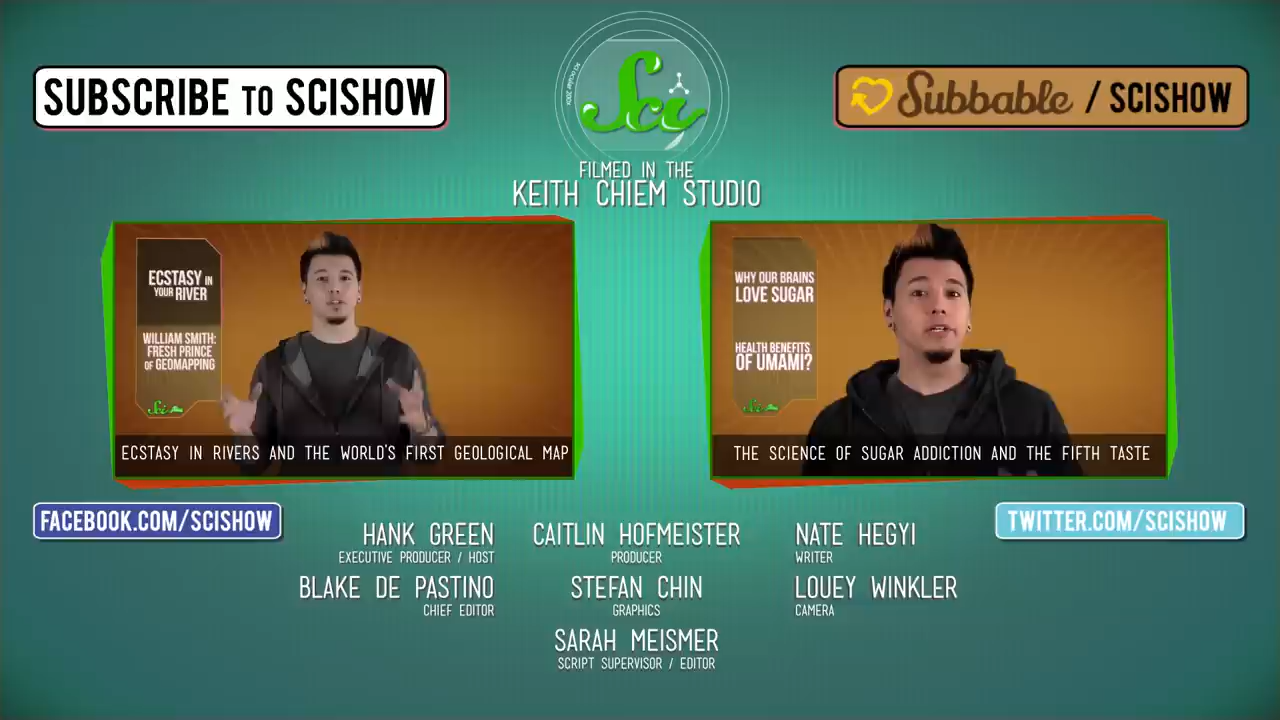 SUBSCRIBE TO SCISHOW
Sci
Subbable / SCISHOW
FILMED IN THE
KEITH CHIEM STUDIO
ECSTASY IN
YOUR RIVER
WILLIAM SMITH:
FRESH PRINCE
OF GEOMAPPING
Sci
ECSTASY IN RIVERS AND THE WORLD'S FIRST GEOLOGICAL MAP
WHY OUR BRAINS
LOVE SUGAR
HEALTH BENEFITS
OF UMAMI?
Sci
THE SCIENCE OF SUGAR ADDICTION AND THE FIFTH TASTE
FACEBOOK.COM/SCISHOW
TWITTER.COM/SCISHOW
HANK GREEN
EXECUTIVE PRODUCER / HOST
CAITLIN HOFMEISTER
PRODUCER
NATE HEGYI
WRITER
BLAKE DE PASTINO
CHIEF EDITOR
STEFAN CHIN
GRAPHICS
LOUEY WINKLER
CAMERA
SARAH MEISMER
SCRIPT SUPERVISOR / EDITOR